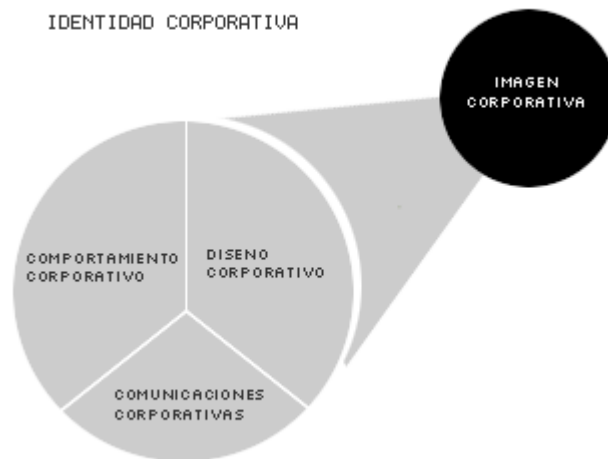 IDENTIDAD CORPORATIVA
IMAGEN
CORPORATIVA
COMPORTAMIENTO
CORPORATIVO
DISENO
CORPORATIVO
COMUNICACIONES
CORPORATIVAS